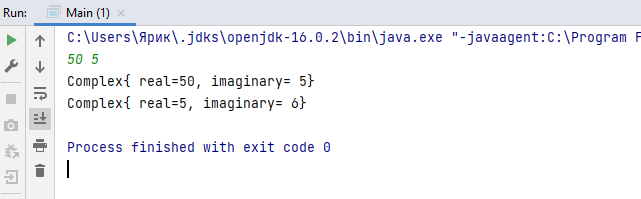 Run: Main (1) ×
C:\Users\Ярик\.jdks\openjdk-16.0.2\bin\java.exe "-javaagent:C:\Program F
50 5
Complex{ real=50, imaginary= 5}
Complex{ real=5, imaginary= 6}
Process finished with exit code 0